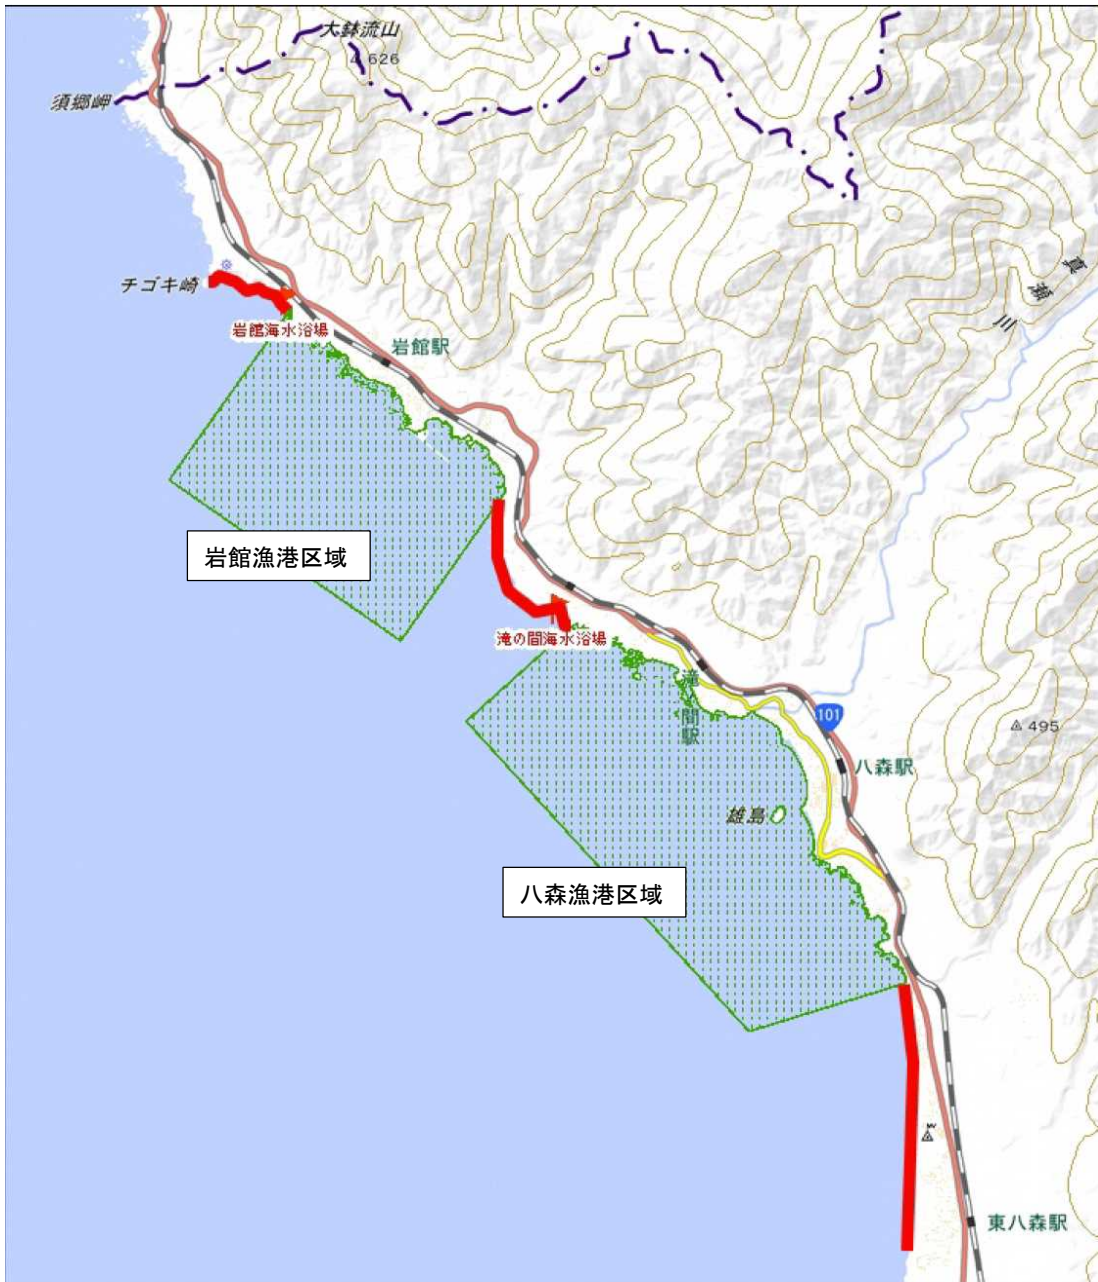 大鉢流山
626
須郷岬
真瀬川
チゴキ崎
岩館海水浴場
岩館駅
岩館漁港区域
滝の間海水浴場
滝ノ間駅
101
495
八森駅
雄島
八森漁港区域
東八森駅